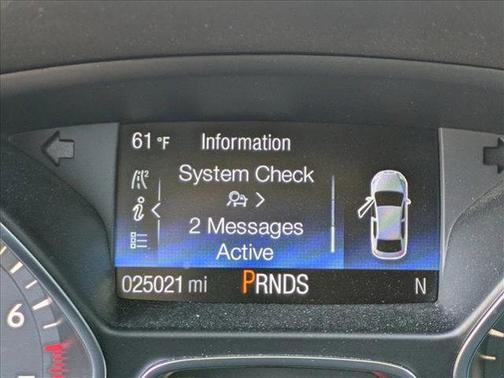 61 °F Information
System Check
2 Messages
Active
025021 mi PRNDS N
6